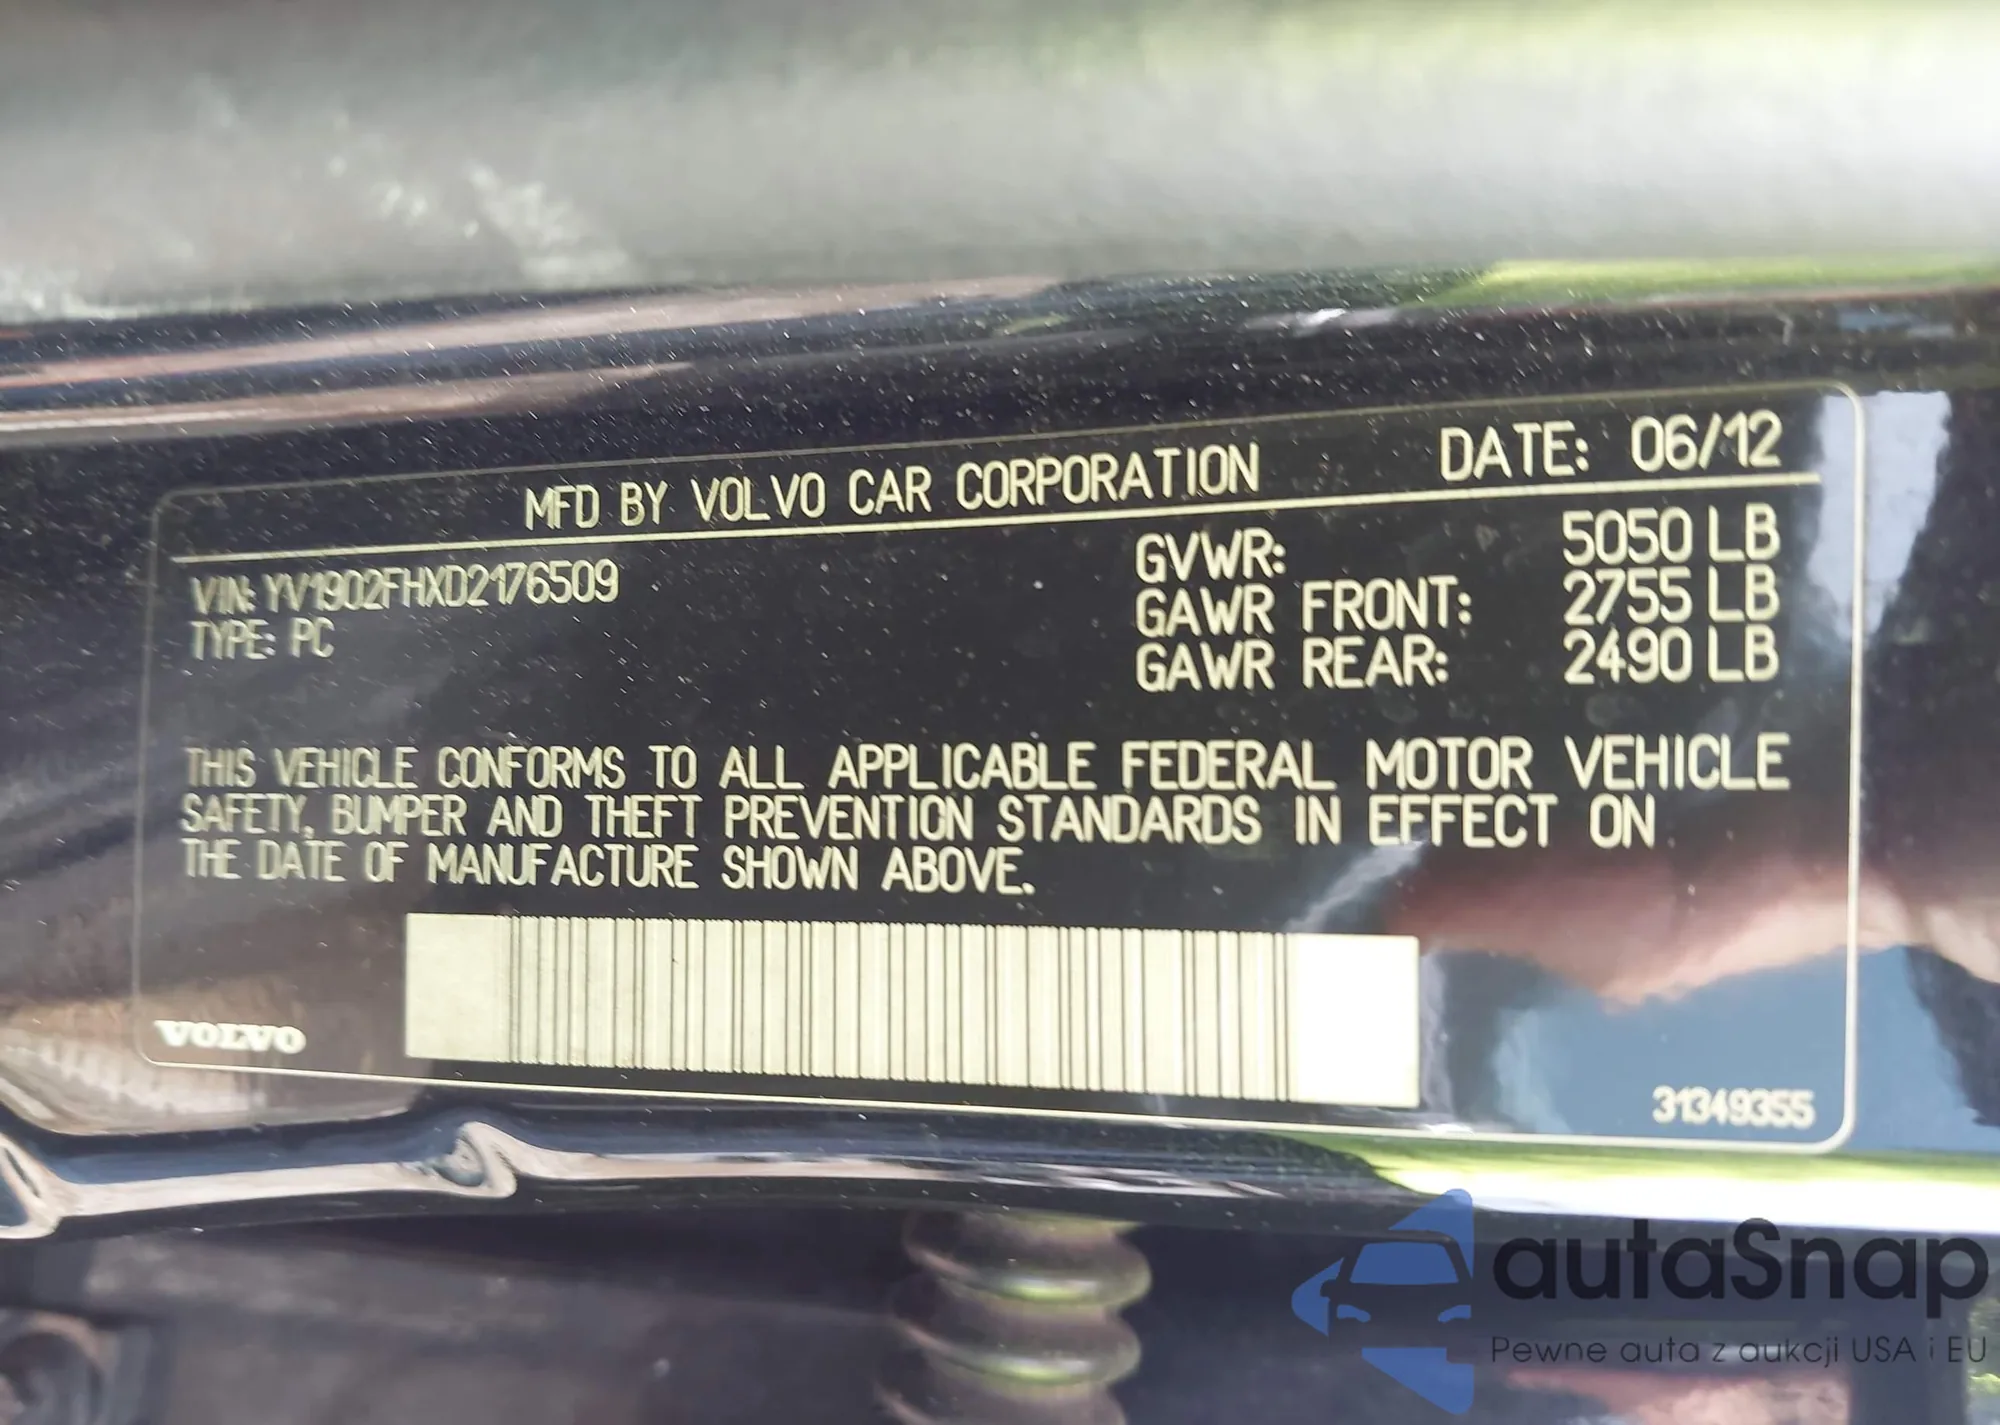 MFD BY VOLVO CAR CORPORATION DATE: 06/12
VIN: YV1902FHXD2176509
TYPE: PC
GVWR: 5050 LB
GAWR FRONT: 2755 LB
GAWR REAR: 2490 LB
THIS VEHICLE CONFORMS TO ALL APPLICABLE FEDERAL MOTOR VEHICLE
SAFETY, BUMPER AND THEFT PREVENTION STANDARDS IN EFFECT ON
THE DATE OF MANUFACTURE SHOWN ABOVE.
VOLVO
31349355
autaSnap
Pewne auta z aukcji USA i EU